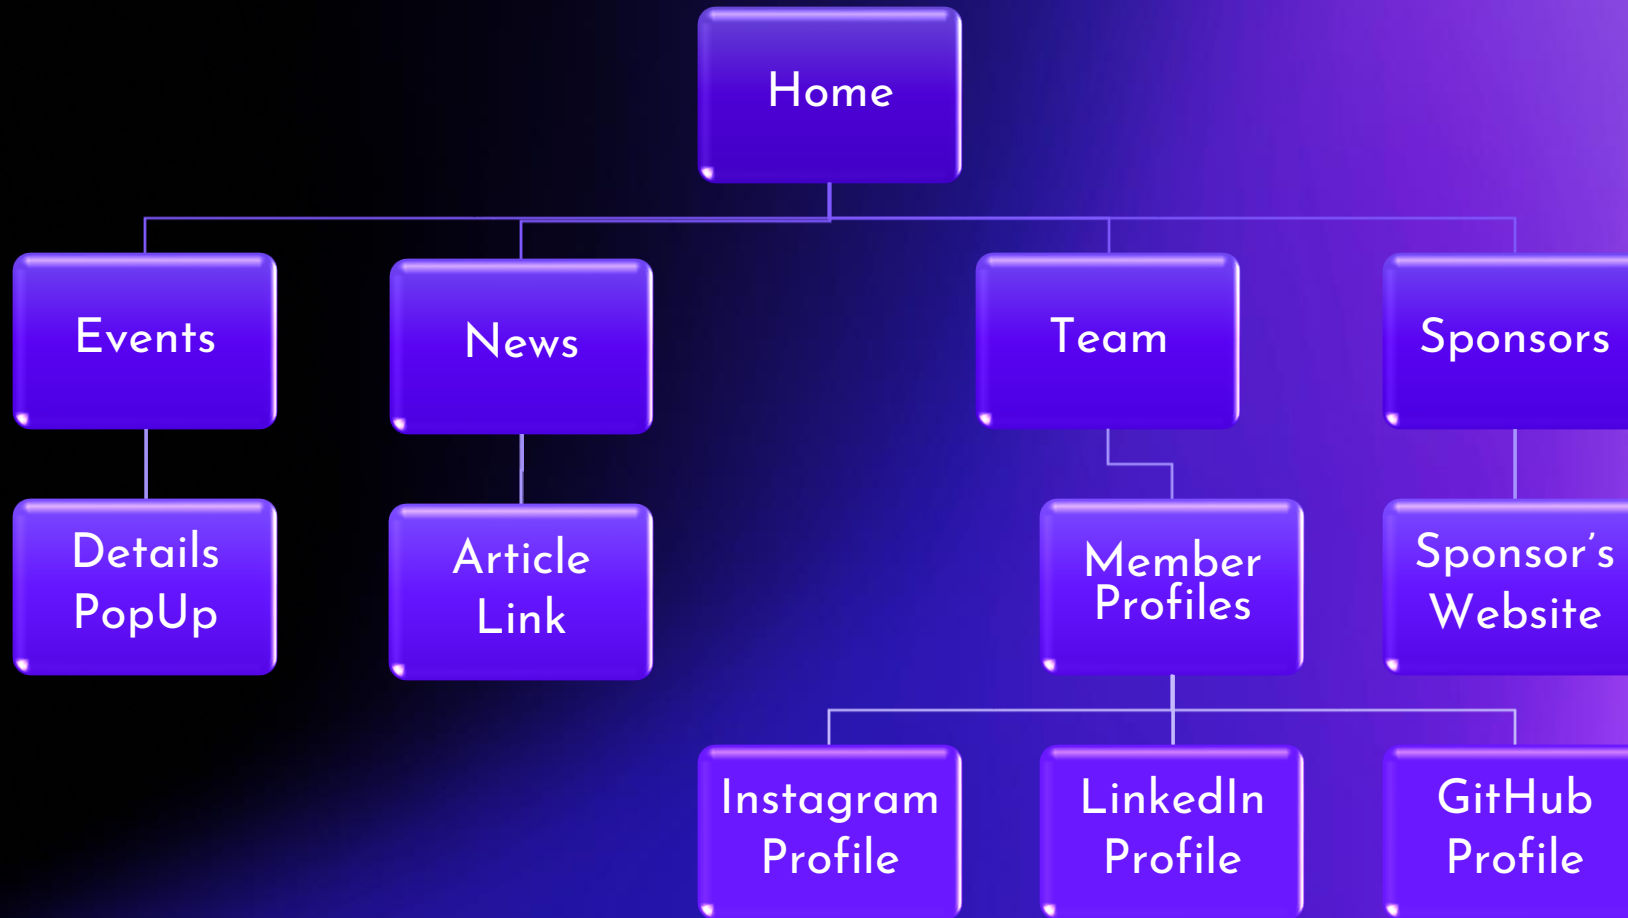 Home
Events
News
Team
Sponsors
Details
PopUp
Article
Link
Member
Profiles
Sponsor's
Website
Instagram
Profile
LinkedIn
Profile
GitHub
Profile